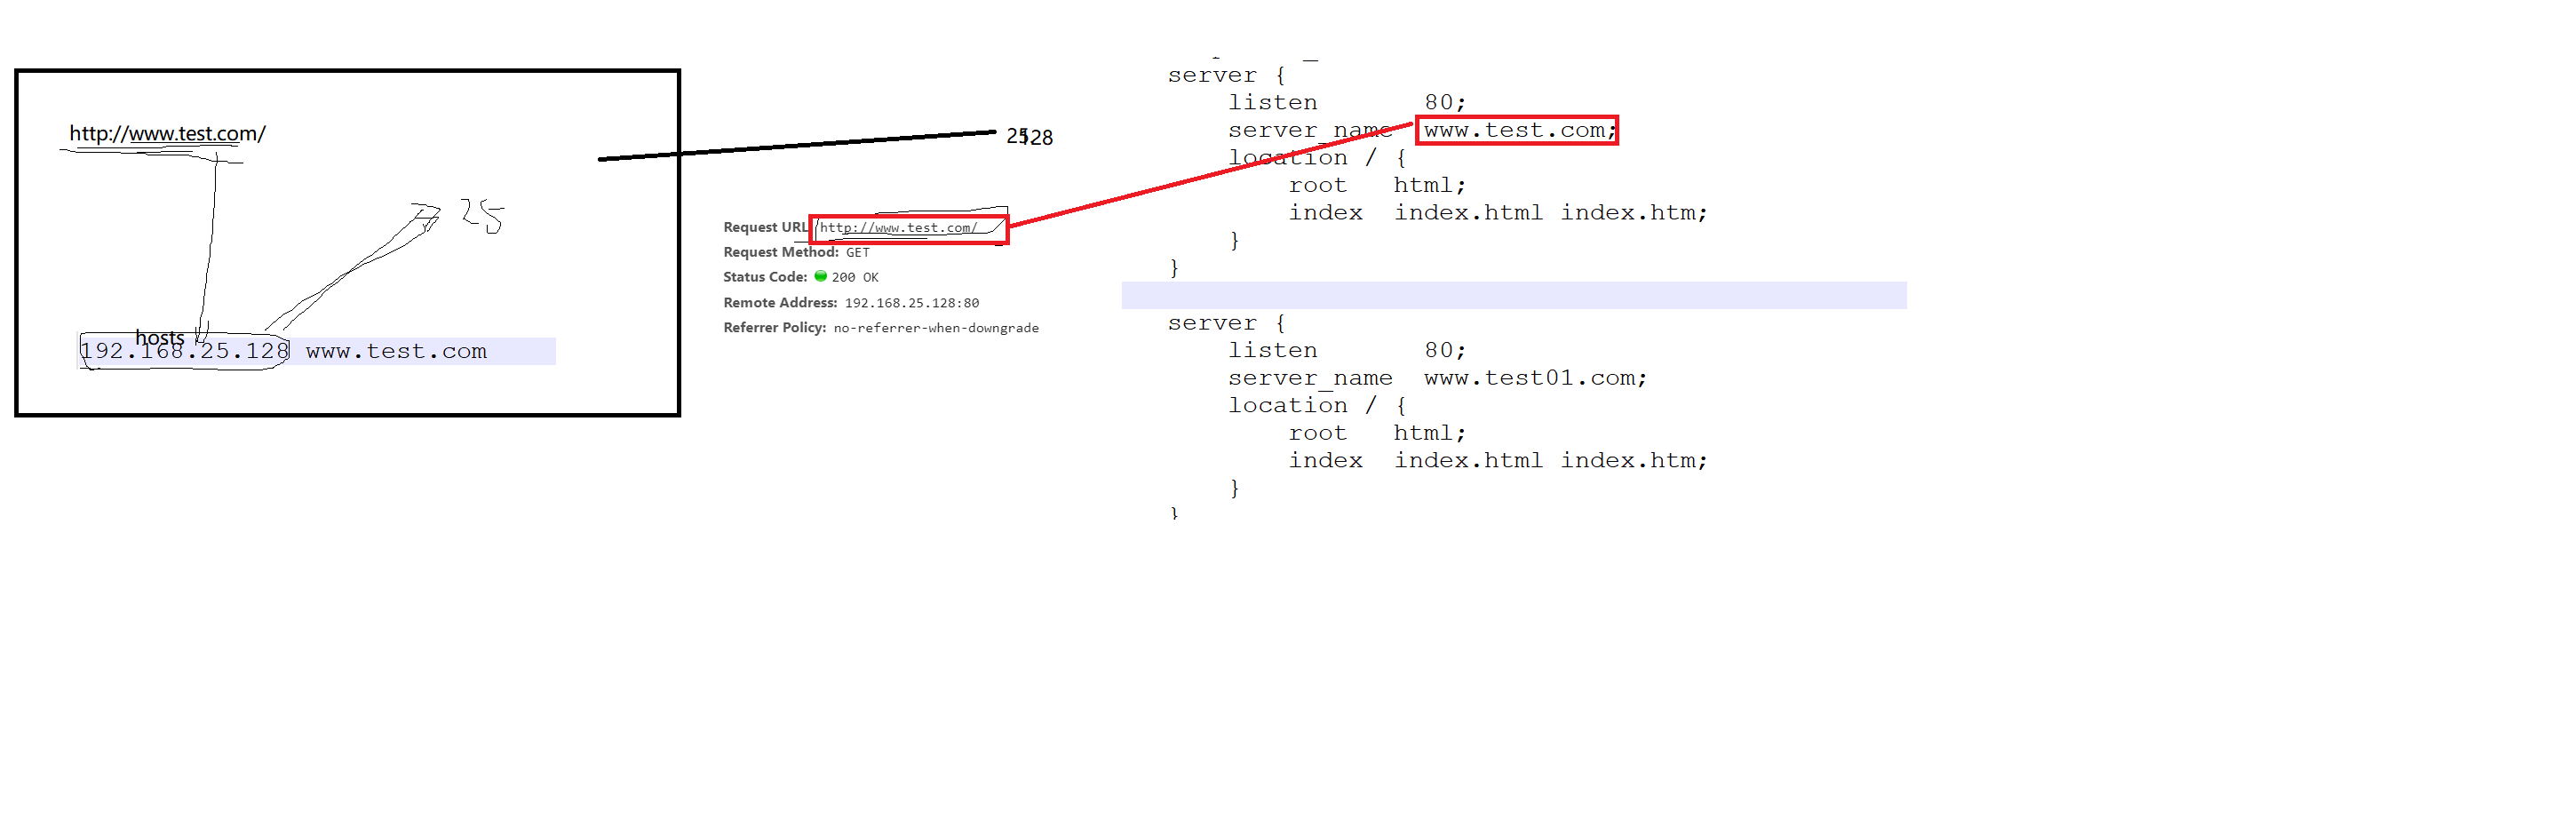 http://www.test.com/
25
hosts
192.168.25.128 www.test.com
128
Request URL
http://www.test.com/
Request Method: GET
Status Code: 200 OK
Remote Address: 192.168.25.128:80
Referrer Policy: no-referrer-when-downgrade
server {
listen 80;
server_name www.test.com;
location / {
root html;
index index.html index.htm;
}
}
server {
listen 80;
server_name www.test01.com;
location / {
root html;
index index.html index.htm;
}
}